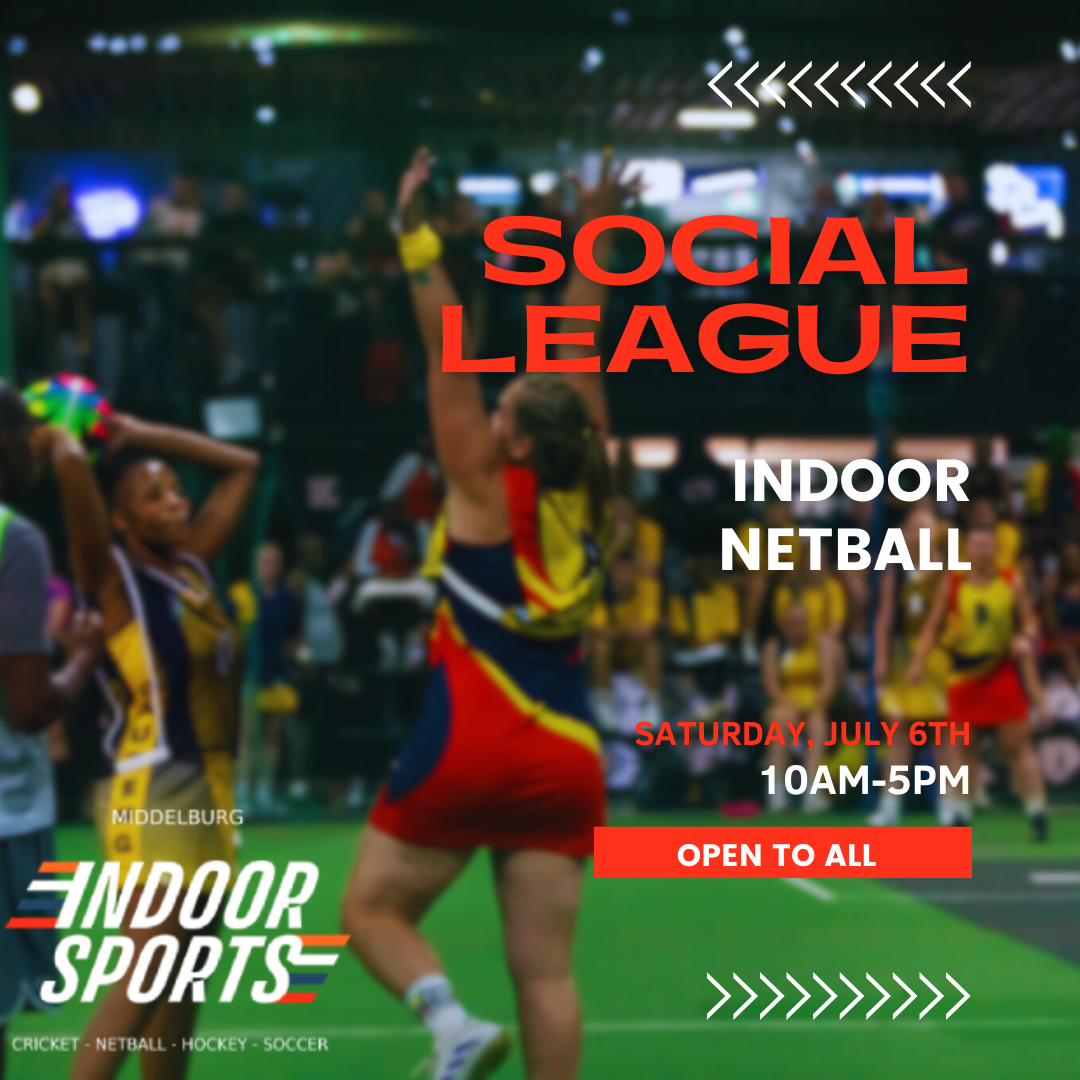 SOCIAL
LEAGUE
INDOOR
NETBALL
SATURDAY, JULY 6TH
10AM-5PM
OPEN TO ALL
MIDDELBURG
INDOOR
SPORTS
CRICKET - NETBALL - HOCKEY - SOCCER